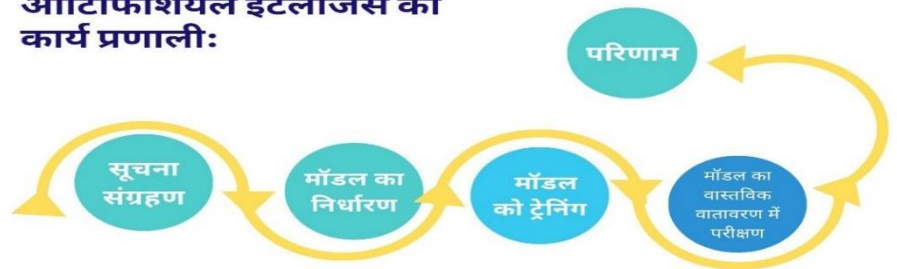 आर्टिफिशियल इंटेलिजेंस की
कार्य प्रणाली:
परिणाम
सूचना
संग्रहण
मॉडल का
निर्धारण
मॉडल
को ट्रेनिंग
मॉडल का
वास्तविक
वातावरण में
परीक्षण